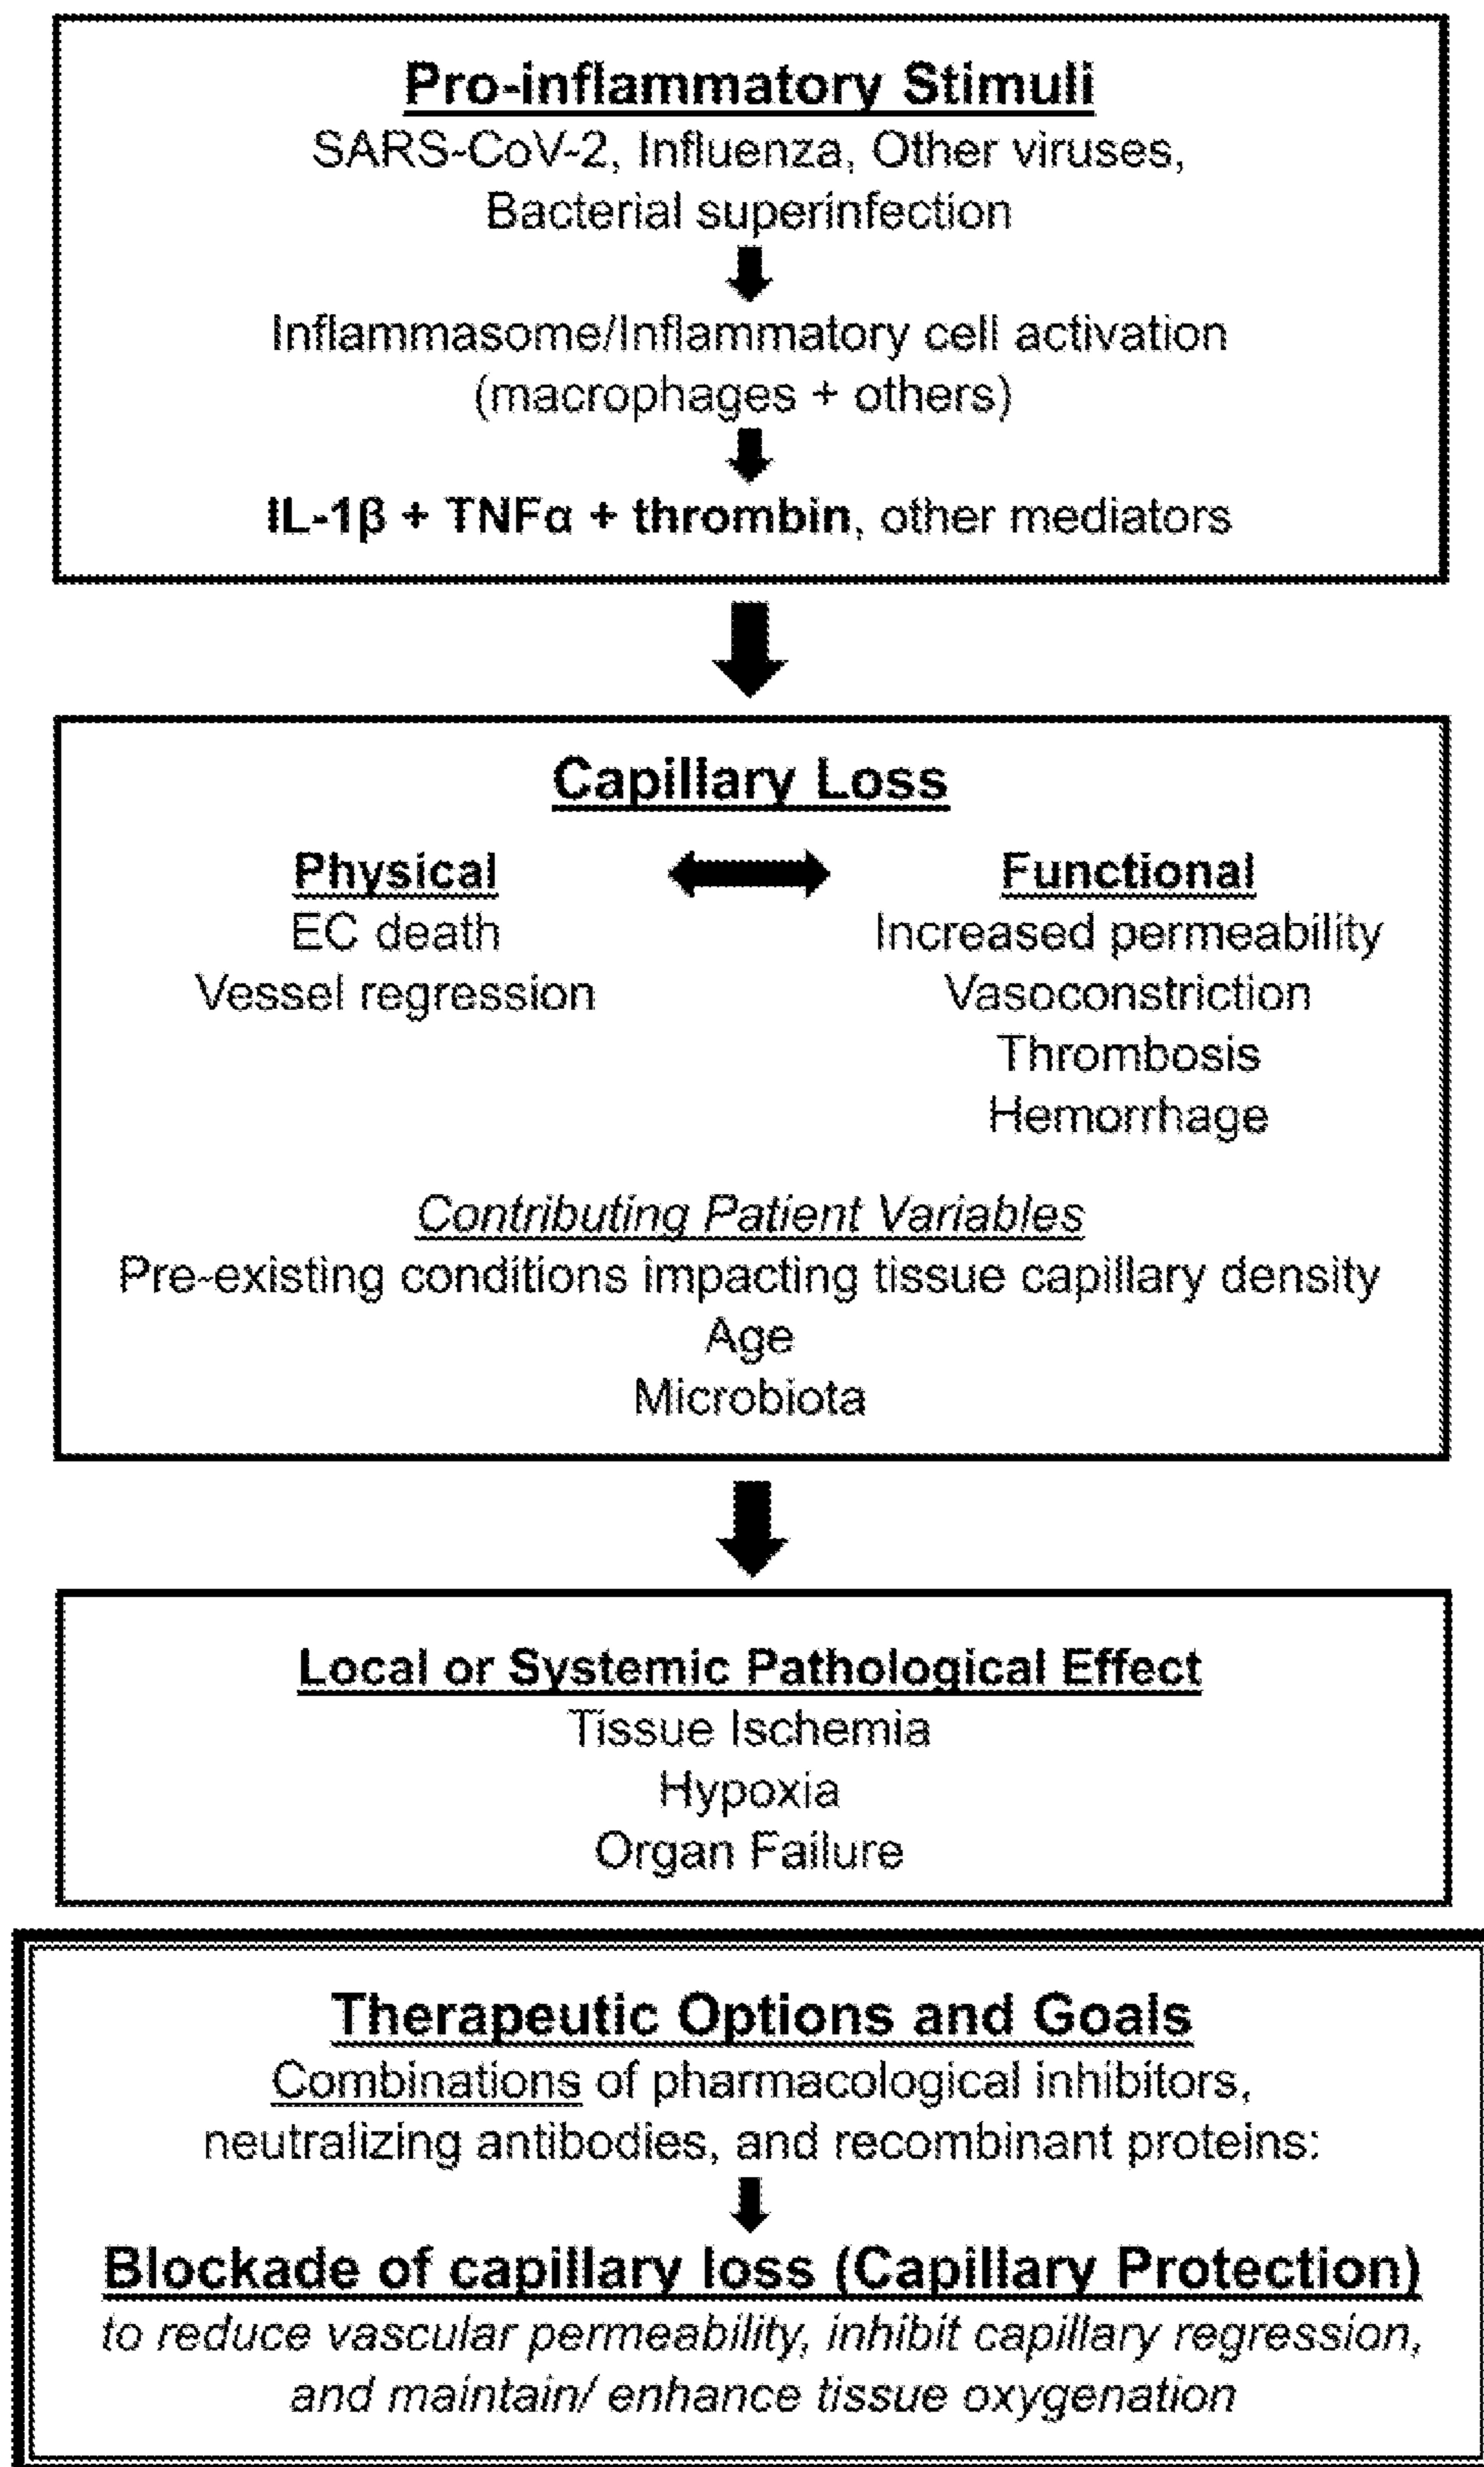 Pro-inflammatory Stimuli
SARS-CoV-2, Influenza, Other viruses,
Bacterial superinfection
Inflammasome/Inflammatory cell activation
(macrophages + others)
IL-1β + TNFα + thrombin, other mediators
Capillary Loss
Physical
EC death
Vessel regression
Functional
Increased permeability
Vasoconstriction
Thrombosis
Hemorrhage
Contributing Patient Variables
Pre-existing conditions impacting tissue capillary density
Age
Microbiota
Local or Systemic Pathological Effect
Tissue Ischemia
Hypoxia
Organ Failure
Therapeutic Options and Goals
Combinations of pharmacological inhibitors,
neutralizing antibodies, and recombinant proteins:
Blockade of capillary loss (Capillary Protection)
to reduce vascular permeability, inhibit capillary regression,
and maintain/ enhance tissue oxygenation